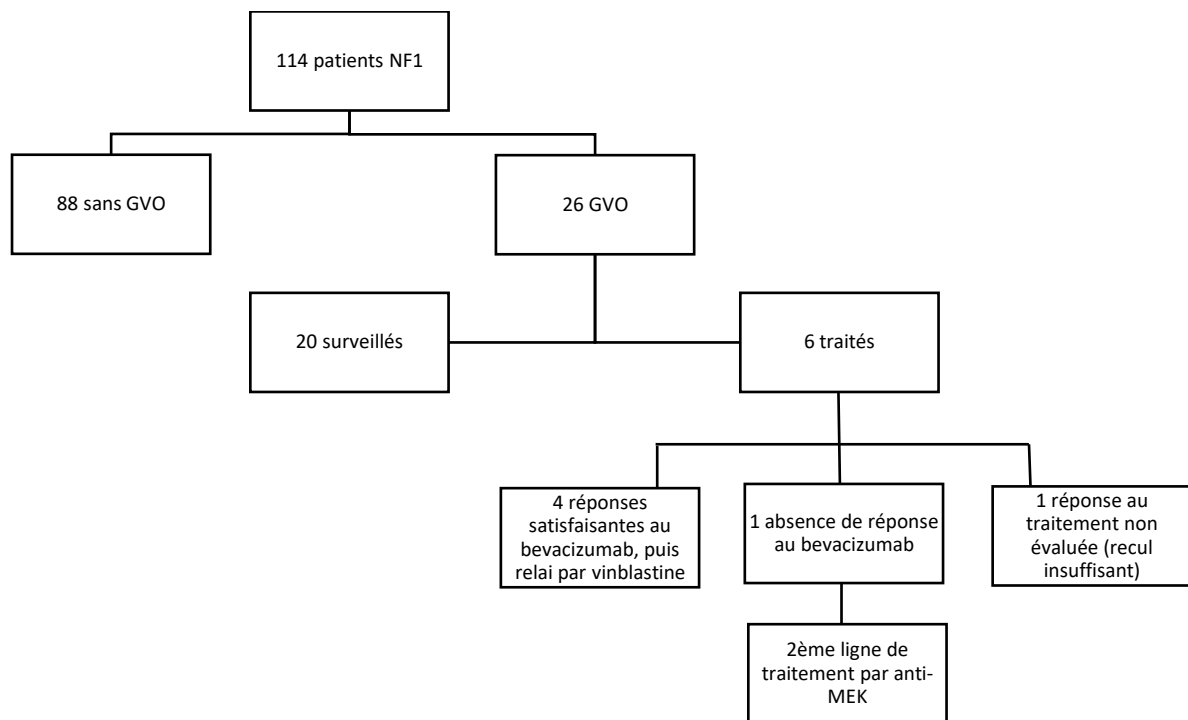 114 patients NF1
88 sans GVO
26 GVO
20 surveillés
6 traités
4 réponses
satisfaisantes au
bevacizumab, puis
relai par vinblastine
1 absence de réponse
au bevacizumab
1 réponse au
traitement non
évaluée (recul
insuffisant)
2ème ligne de
traitement par anti-
MEK